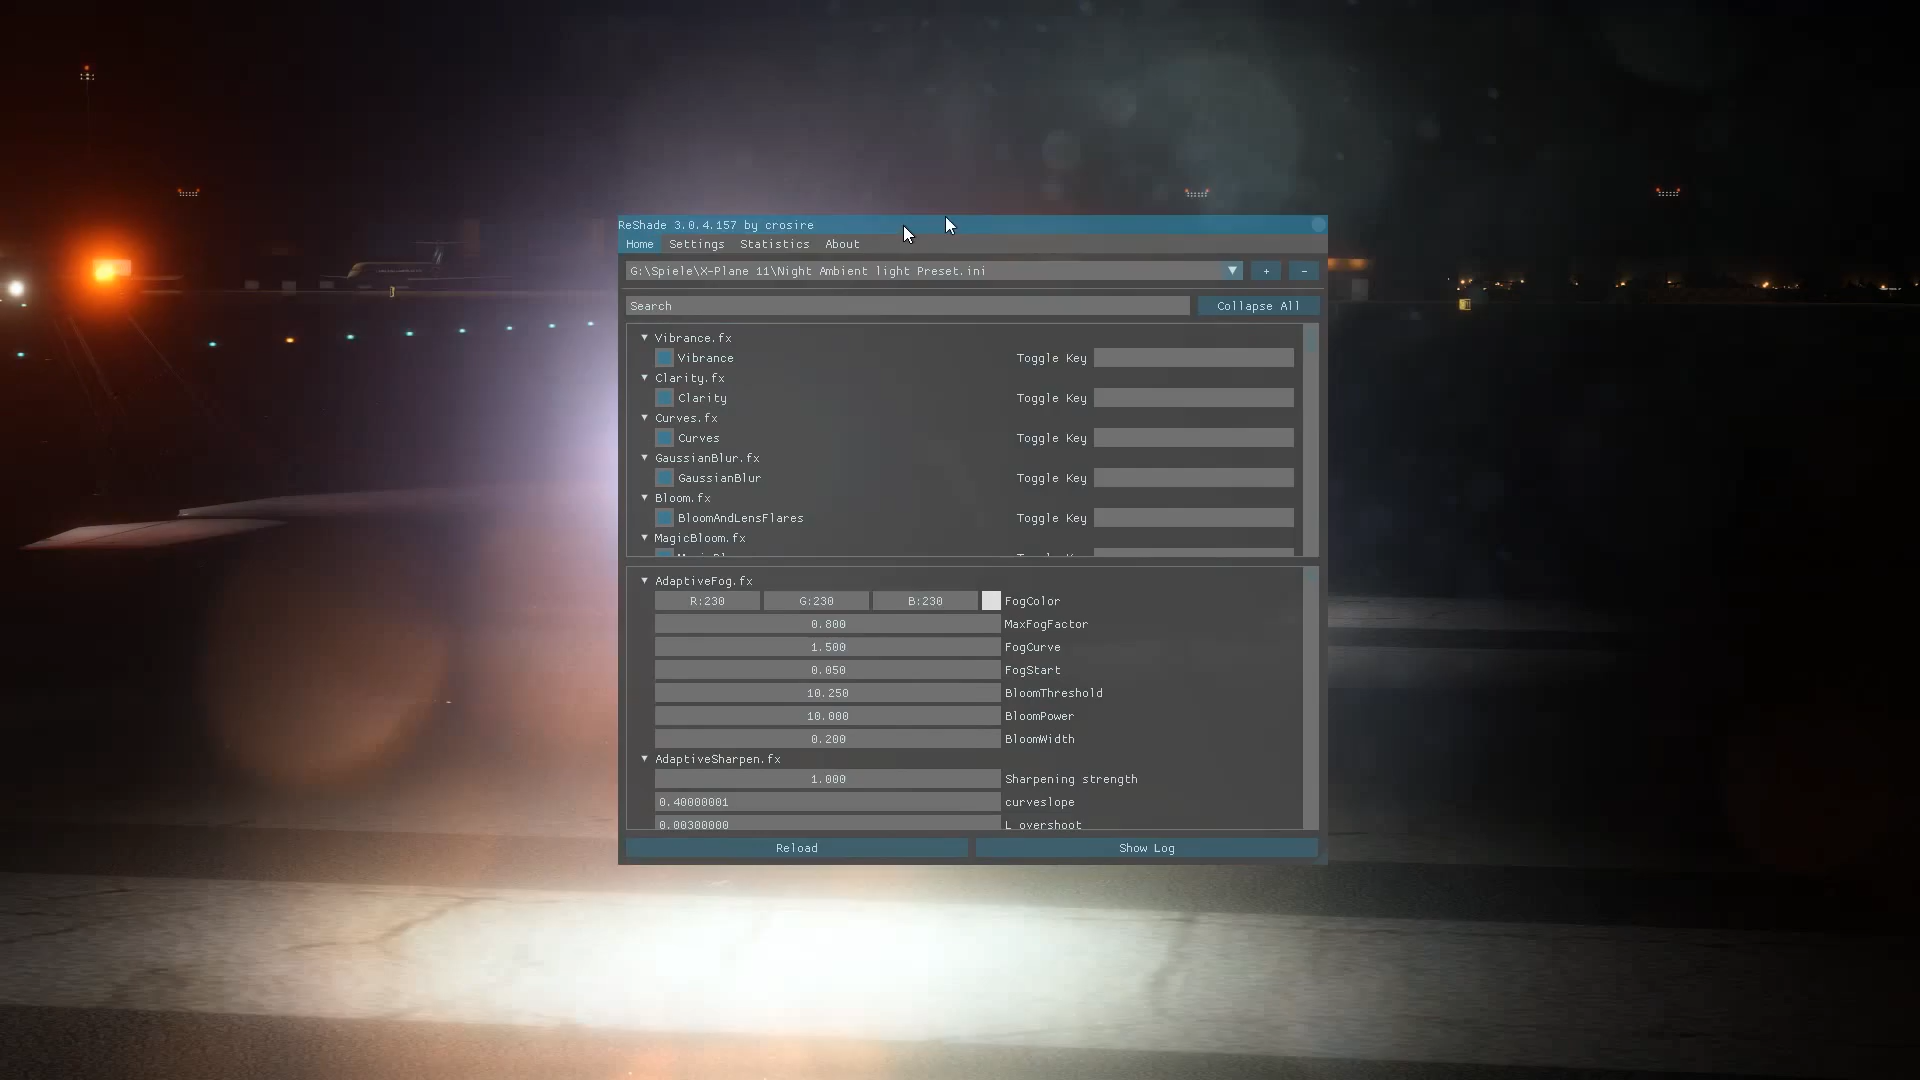 ReShade 3.0.4.157 by crosire
Home Settings Statistics About
G:\Spiele\X-Plane 11\Night Ambient light Preset.ini + -
Search Collapse All
Vibrance.fx
Vibrance Toggle Key
Clarity.fx
Clarity Toggle Key
Curves.fx
Curves Toggle Key
GaussianBlur.fx
GaussianBlur Toggle Key
Bloom.fx
BloomAndLensFlares Toggle Key
MagicBloom.fx
AdaptiveFog.fx
R:230 G:230 B:230 FogColor
0.800 MaxFogFactor
1.500 FogCurve
0.050 FogStart
10.250 BloomThreshold
10.000 BloomPower
0.200 BloomWidth
AdaptiveSharpen.fx
1.000 Sharpening strength
0.40000001 curveslope
0.00300000 L_overshoot
Reload Show Log